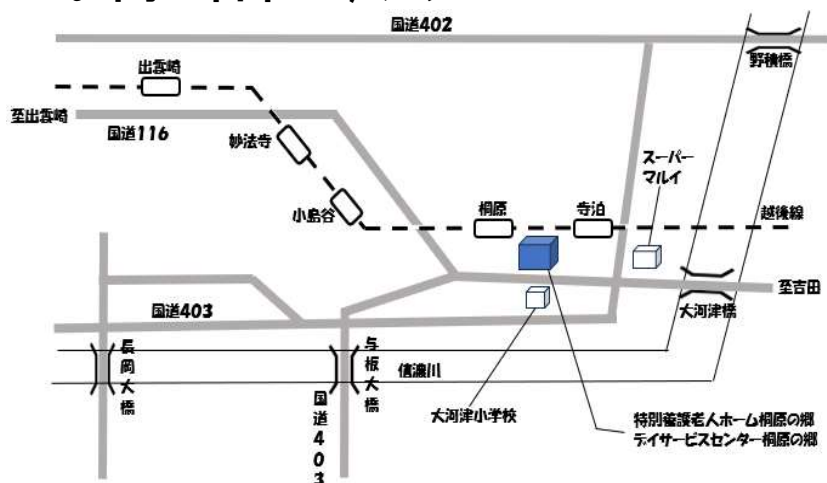 国道402
野積橋
出雲崎
至出雲崎
国道116
妙法寺
スーパー
マルイ
小島谷
桐原
寺泊
越後線
至吉田
国道403
大河津橋
長岡大橋
与板大橋
信濃川
国道403
大河津小学校
特別養護老人ホーム桐原の郷
デイサービスセンター桐原の郷